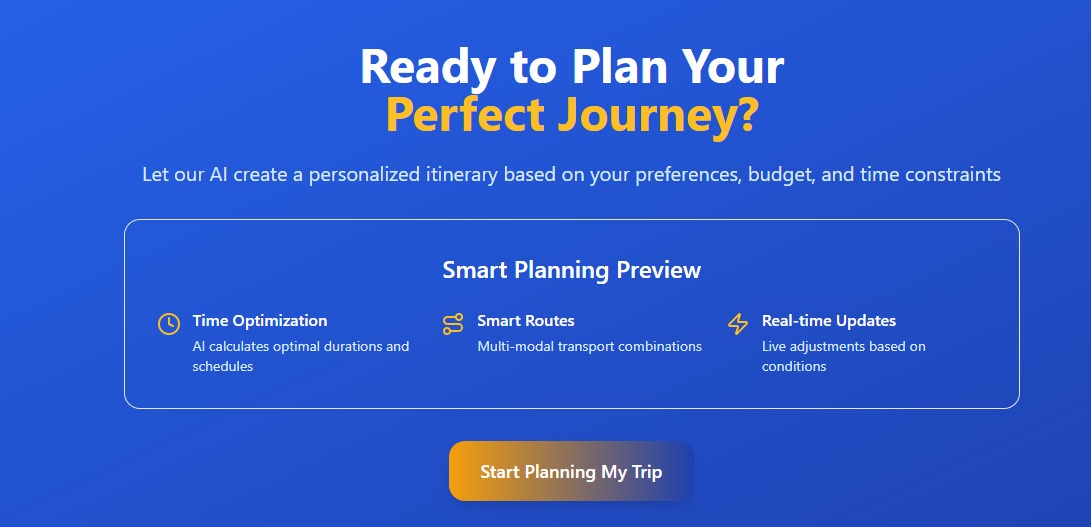 Ready to Plan Your
Perfect Journey?
Let our AI create a personalized itinerary based on your preferences, budget, and time constraints
Smart Planning Preview
Time Optimization
AI calculates optimal durations and
schedules
Smart Routes
Multi-modal transport combinations
Real-time Updates
Live adjustments based on
conditions
Start Planning My Trip